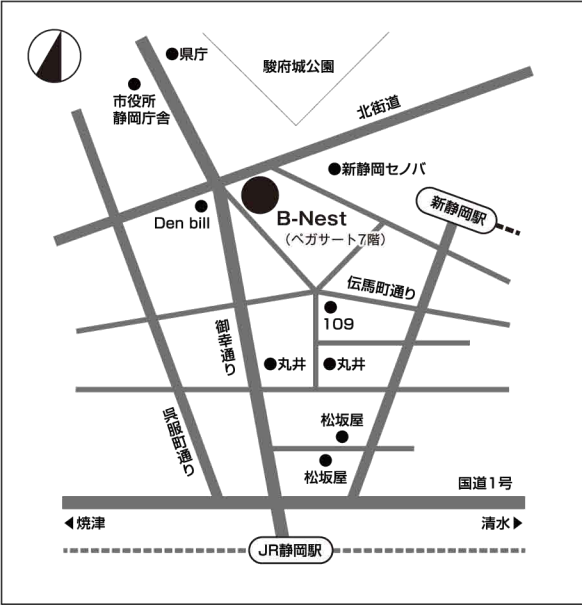 県庁
駿府城公園
市役所
静岡庁舎
北街道
新静岡セノバ
新静岡駅
Den bill
B-Nest
（ペガサート7階）
伝馬町通り
109
御幸通り
丸井
丸井
呉服町通り
松坂屋
松坂屋
国道1号
焼津
清水
JR静岡駅